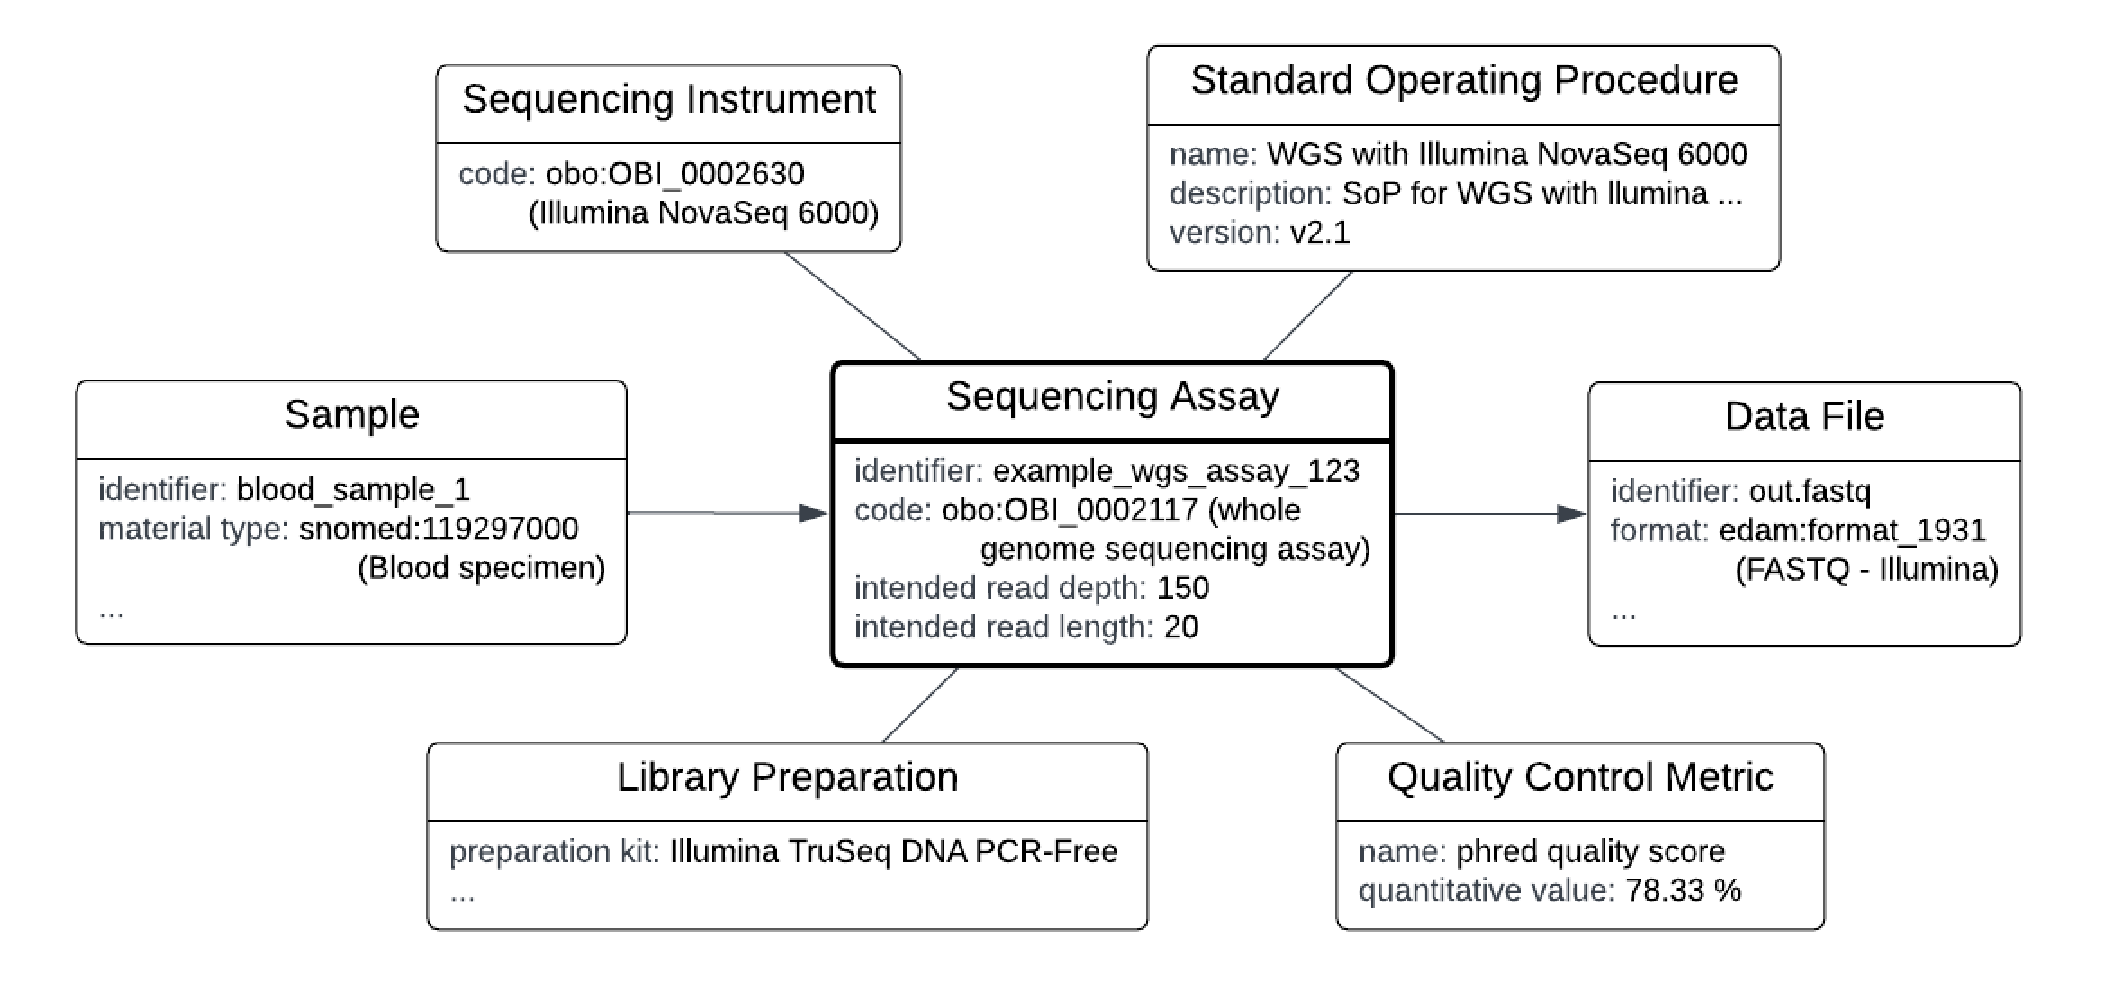 Sequencing Instrument
code: obo:OBI_0002630
(Illumina NovaSeq 6000)
Standard Operating Procedure
name: WGS with Illumina NovaSeq 6000
description: SoP for WGS with llumina ...
version: v2.1
Sample
identifier: blood_sample_1
material type: snomed:119297000
(Blood specimen)
...
Sequencing Assay
identifier: example_wgs_assay_123
code: obo:OBI_0002117 (whole
genome sequencing assay)
intended read depth: 150
intended read length: 20
Data File
identifier: out.fastq
format: edam:format_1931
(FASTQ - Illumina)
...
Library Preparation
preparation kit: Illumina TruSeq DNA PCR-Free
...
Quality Control Metric
name: phred quality score
quantitative value: 78.33 %